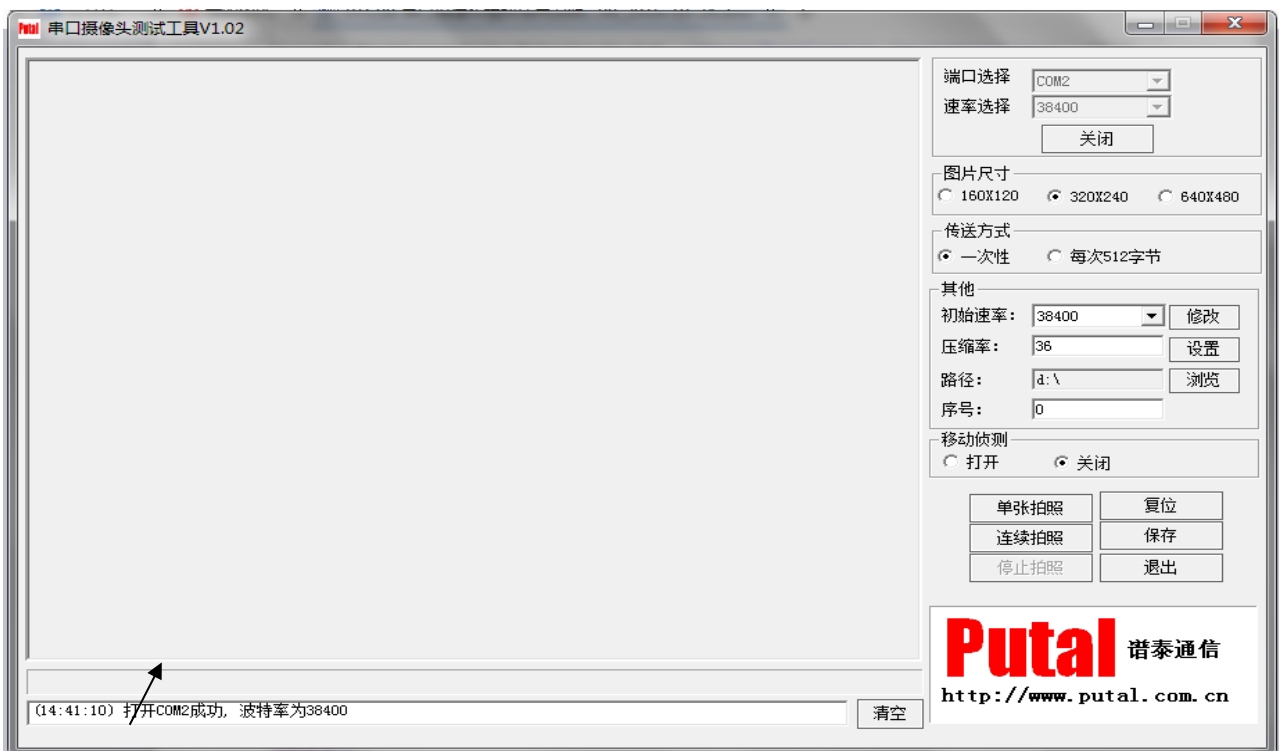 Putal 串口摄像头测试工具V1.02
端口选择 COM2
速率选择 38400
关闭
图片尺寸
160X120 320X240 640X480
传送方式
一次性 每次512字节
其他
初始速率： 38400 修改
压缩率： 36 设置
路径： d:\ 浏览
序号： 0
移动侦测
打开 关闭
单张拍照 复位
连续拍照 保存
停止拍照 退出
Putal 谱泰通信
http://www.putal.com.cn
(14:41:10) 打开COM2成功, 波特率为38400 清空